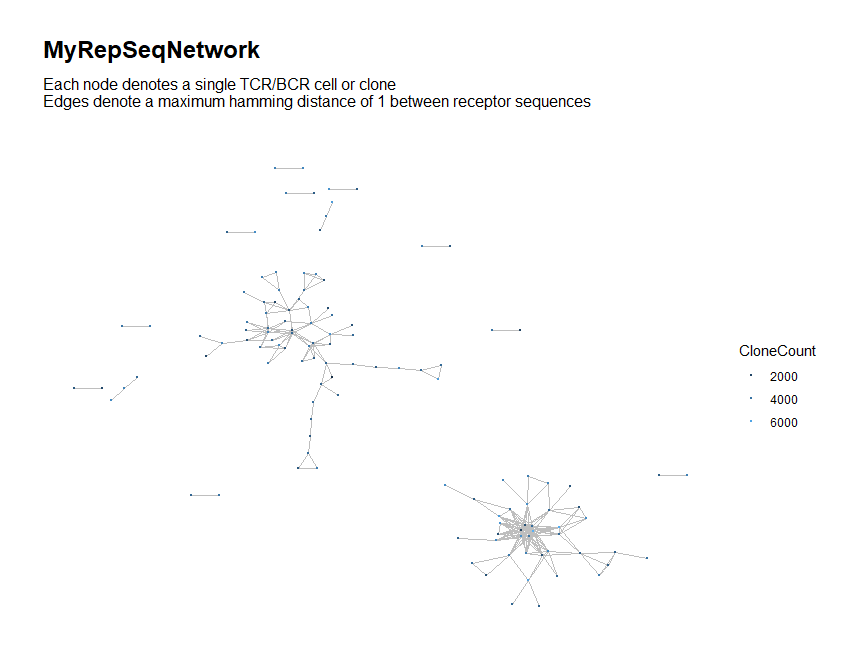 MyRepSeqNetwork
Each node denotes a single TCR/BCR cell or clone
Edges denote a maximum hamming distance of 1 between receptor sequences
CloneCount
2000
4000
6000